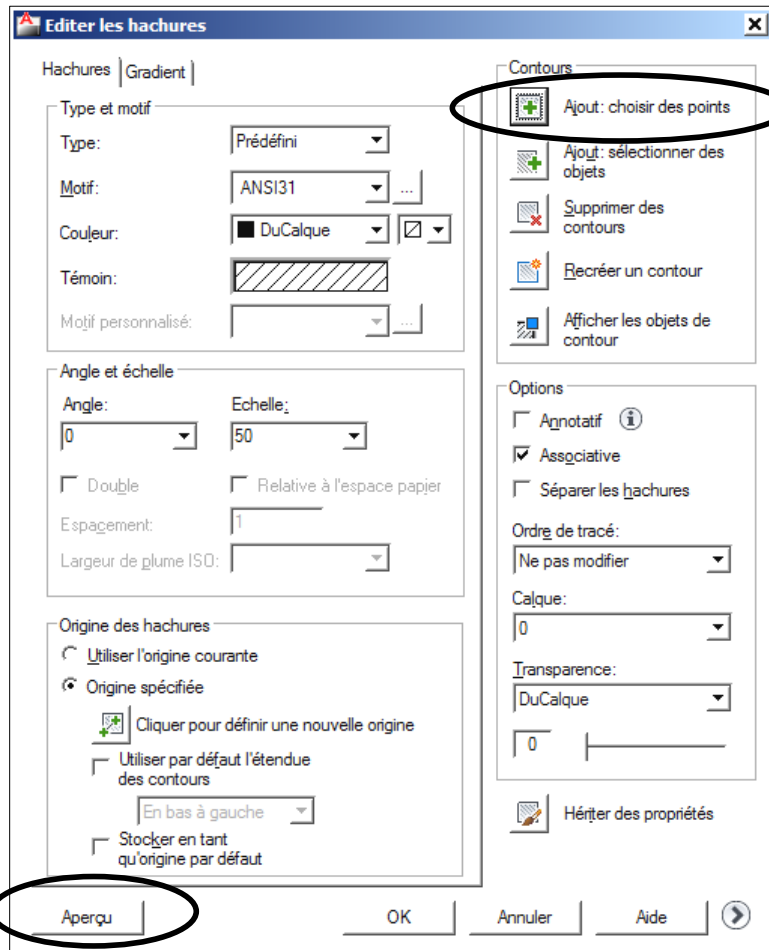 Editer les hachures
Hachures
Gradient
Type et motif
Type:
Prédéfini
Motif:
ANSI31
...
Couleur:
DuCalque
Témoin:
Motif personnalisé:
...
Angle et échelle
Angle:
Echelle:
0
50
Double
Relative à l'espace papier
Espacement:
1
Largeur de plume ISO:
Origine des hachures
Utiliser l'origine courante
Origine spécifiée
Cliquer pour définir une nouvelle origine
Utiliser par défaut l'étendue
des contours
En bas à gauche
Stocker en tant
qu'origine par défaut
Contours
Ajout: choisir des points
Ajout: sélectionner des
objets
Supprimer des
contours
Recréer un contour
Afficher les objets de
contour
Options
Annotatif
Associative
Séparer les hachures
Ordre de tracé:
Ne pas modifier
Calque:
0
Transparence:
DuCalque
0
Hériter des propriétés
Aperçu
OK
Annuler
Aide